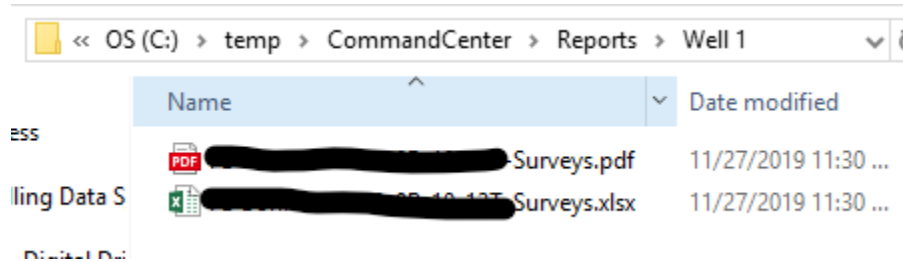 « OS (C:) > temp > CommandCenter > Reports > Well 1
Name Date modified
ess
PDF -Surveys.pdf 11/27/2019 11:30 ...
lling Data S
-Surveys.xlsx 11/27/2019 11:30 ...